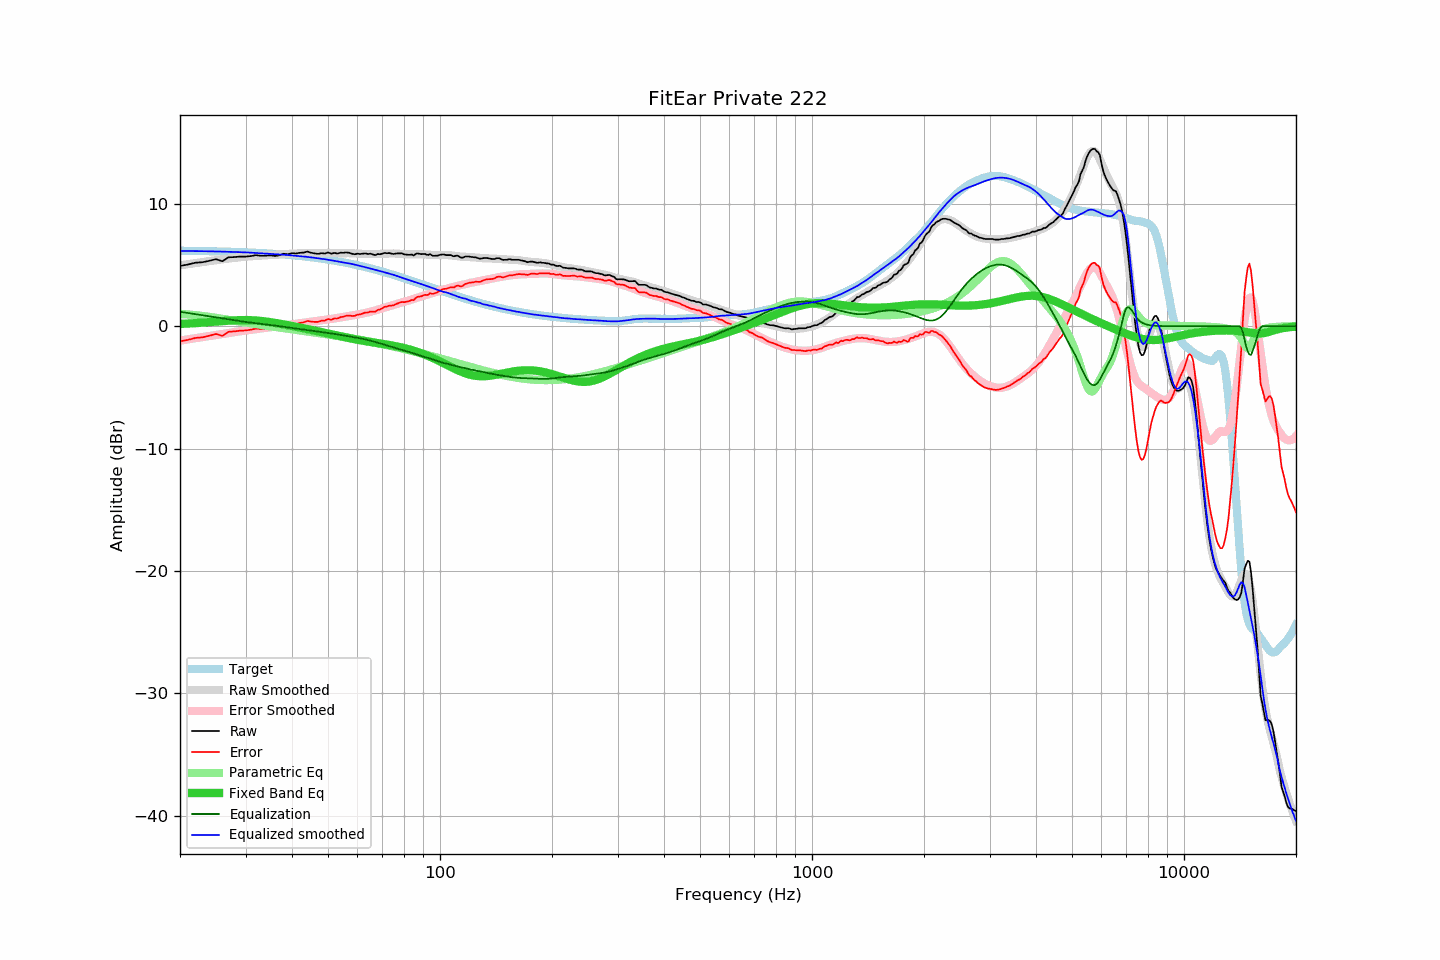 FitEar Private 222
Amplitude (dBr)
10
0
−10
−20
−30
−40
Target
Raw Smoothed
Error Smoothed
Raw
Error
Parametric Eq
Fixed Band Eq
Equalization
Equalized smoothed
100
1000
10000
Frequency (Hz)